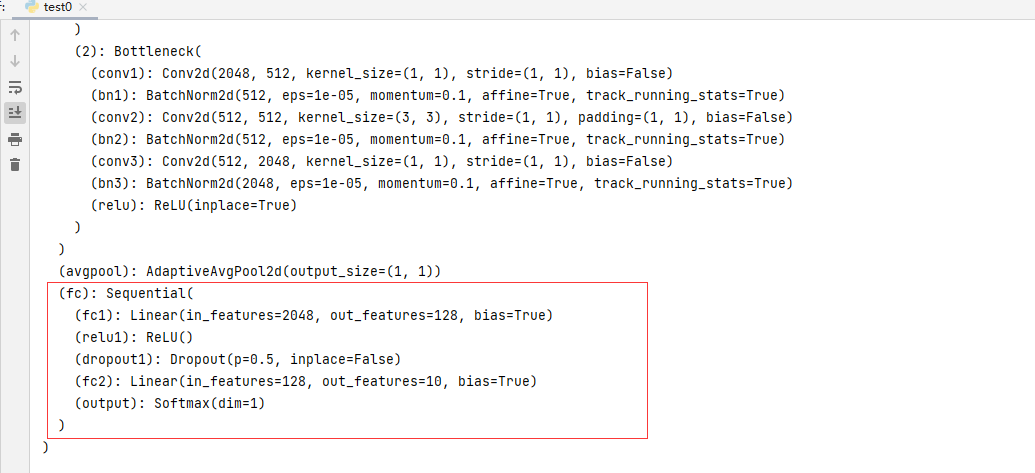 : test0 ×
)
(2): Bottleneck(
(conv1): Conv2d(2048, 512, kernel_size=(1, 1), stride=(1, 1), bias=False)
(bn1): BatchNorm2d(512, eps=1e-05, momentum=0.1, affine=True, track_running_stats=True)
(conv2): Conv2d(512, 512, kernel_size=(3, 3), stride=(1, 1), padding=(1, 1), bias=False)
(bn2): BatchNorm2d(512, eps=1e-05, momentum=0.1, affine=True, track_running_stats=True)
(conv3): Conv2d(512, 2048, kernel_size=(1, 1), stride=(1, 1), bias=False)
(bn3): BatchNorm2d(2048, eps=1e-05, momentum=0.1, affine=True, track_running_stats=True)
(relu): ReLU(inplace=True)
)
)
(avgpool): AdaptiveAvgPool2d(output_size=(1, 1))
(fc): Sequential(
(fc1): Linear(in_features=2048, out_features=128, bias=True)
(relu1): ReLU()
(dropout1): Dropout(p=0.5, inplace=False)
(fc2): Linear(in_features=128, out_features=10, bias=True)
(output): Softmax(dim=1)
)
)